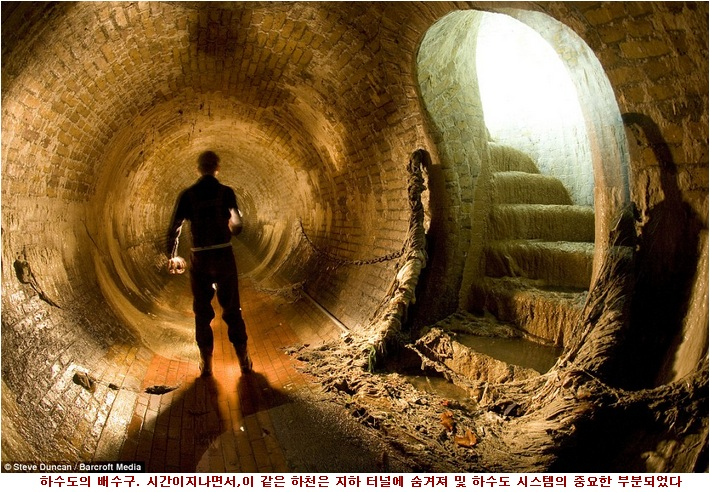 © Steve Duncan / Barcroft Media
하수도의 배수구. 시간이지나면서,이 같은 하천은 지하 터널에 숨겨져 및 하수도 시스템의 중요한 부분되었다